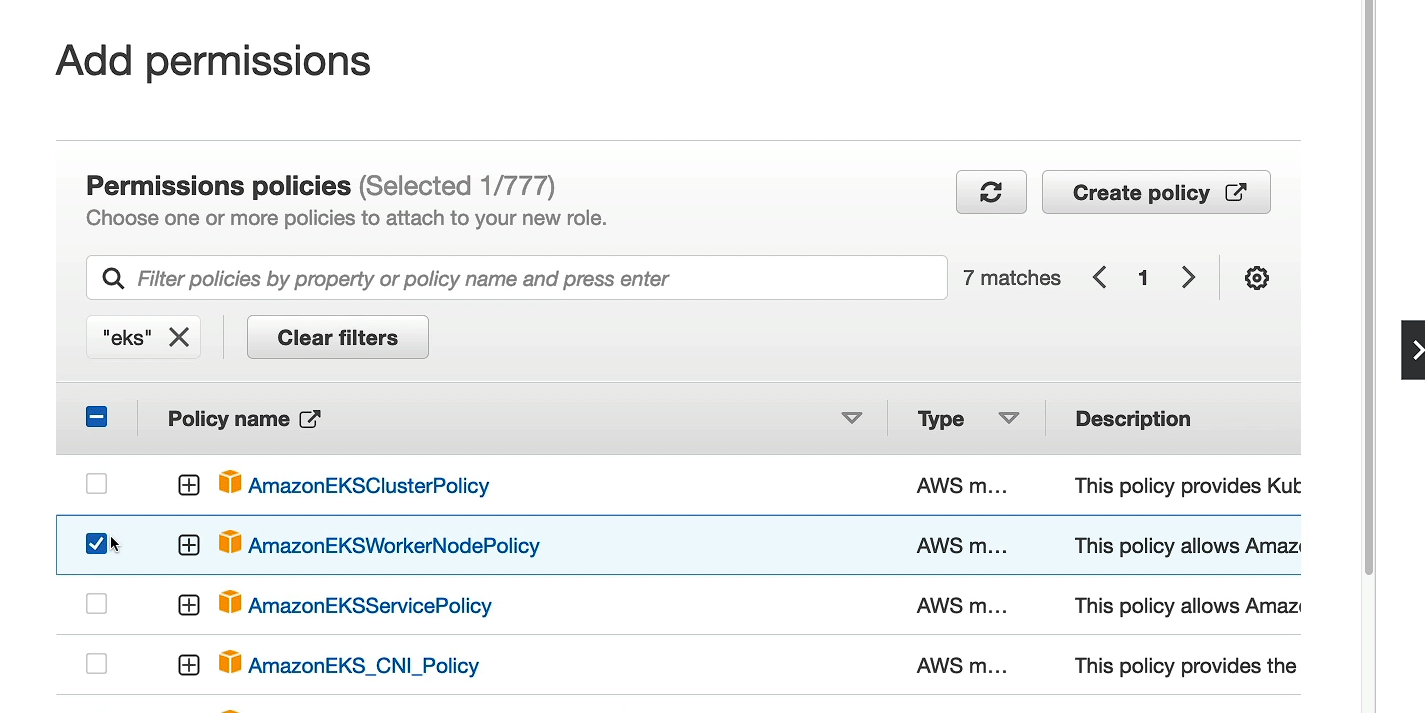 Add permissions
Permissions policies (Selected 1/777)
Create policy
Choose one or more policies to attach to your new role.
Filter policies by property or policy name and press enter
7 matches
1
"eks"
Clear filters
Policy name
Type
Description
AmazonEKSClusterPolicy
AWS m...
This policy provides Kub
AmazonEKSWorkerNodePolicy
AWS m...
This policy allows Amaz
AmazonEKSServicePolicy
AWS m...
This policy allows Amaz
AmazonEKS_CNI_Policy
AWS m...
This policy provides the